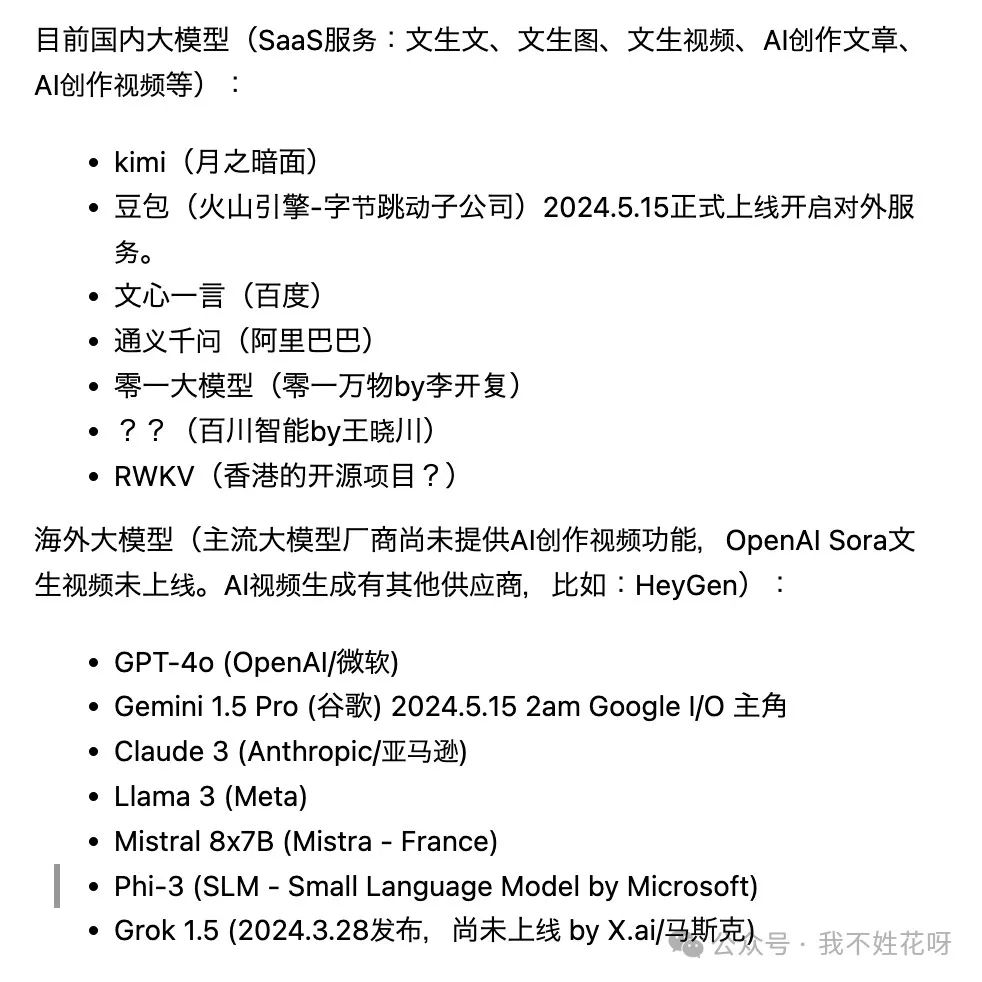 目前国内大模型（SaaS服务：文生文、文生图、文生视频、AI创作文章、
AI创作视频等）：
• kimi（月之暗面）
• 豆包（火山引擎-字节跳动子公司）2024.5.15正式上线开启对外服
务。
• 文心一言（百度）
• 通义千问（阿里巴巴）
• 零一大模型（零一万物by李开复）
• ？？（百川智能by王晓川）
• RWKV（香港的开源项目？）
海外大模型（主流大模型厂商尚未提供AI创作视频功能，OpenAI Sora文
生视频未上线。AI视频生成有其他供应商，比如：HeyGen）：
• GPT-4o (OpenAI/微软)
• Gemini 1.5 Pro (谷歌) 2024.5.15 2am Google I/O 主角
• Claude 3 (Anthropic/亚马逊)
• Llama 3 (Meta)
• Mistral 8x7B (Mistra - France)
• Phi-3 (SLM - Small Language Model by Microsoft)
• Grok 1.5 (2024.3.28发布，尚未上线 by X.ai/马斯克)
公众号 · 我不姓花呀